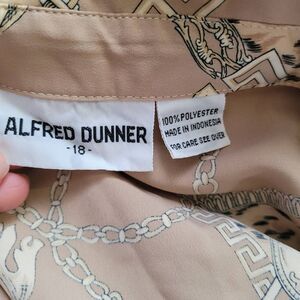 ALFRED DUNNER
-18-
100% POLYESTER
MADE IN INDONESIA
FOR CARE SEE OVER